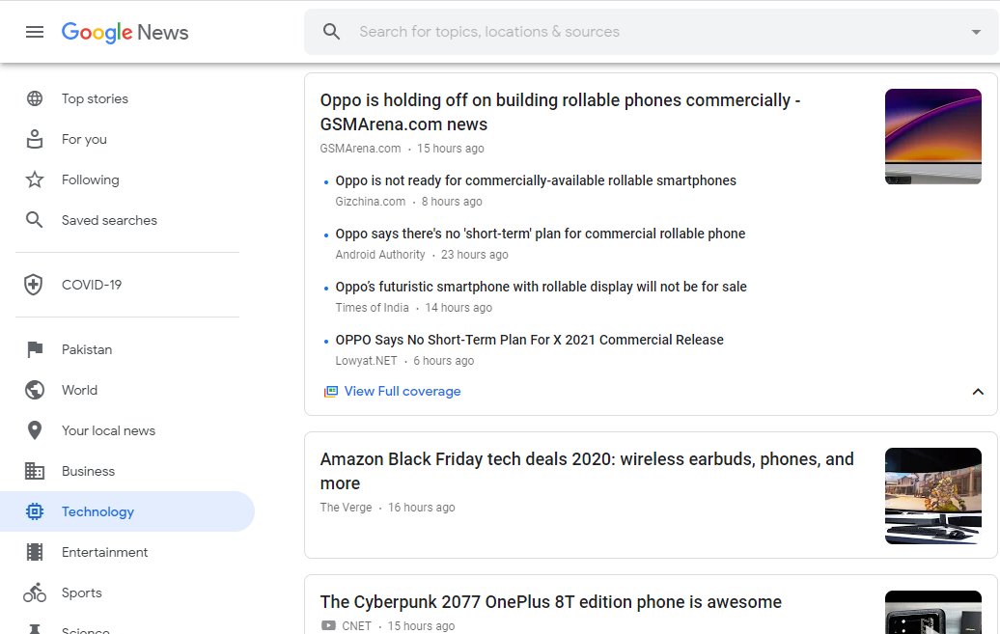 Google News
Search for topics, locations & sources
Top stories
For you
Following
Saved searches
COVID-19
Pakistan
World
Your local news
Business
Technology
Entertainment
Sports
Science
Oppo is holding off on building rollable phones commercially -
GSMArena.com news
GSMArena.com · 15 hours ago
Oppo is not ready for commercially-available rollable smartphones
Gizchina.com · 8 hours ago
Oppo says there's no 'short-term' plan for commercial rollable phone
Android Authority · 23 hours ago
Oppo’s futuristic smartphone with rollable display will not be for sale
Times of India · 14 hours ago
OPPO Says No Short-Term Plan For X 2021 Commercial Release
Lowyat.NET · 6 hours ago
View Full coverage
Amazon Black Friday tech deals 2020: wireless earbuds, phones, and
more
The Verge · 16 hours ago
The Cyberpunk 2077 OnePlus 8T edition phone is awesome
CNET · 15 hours ago